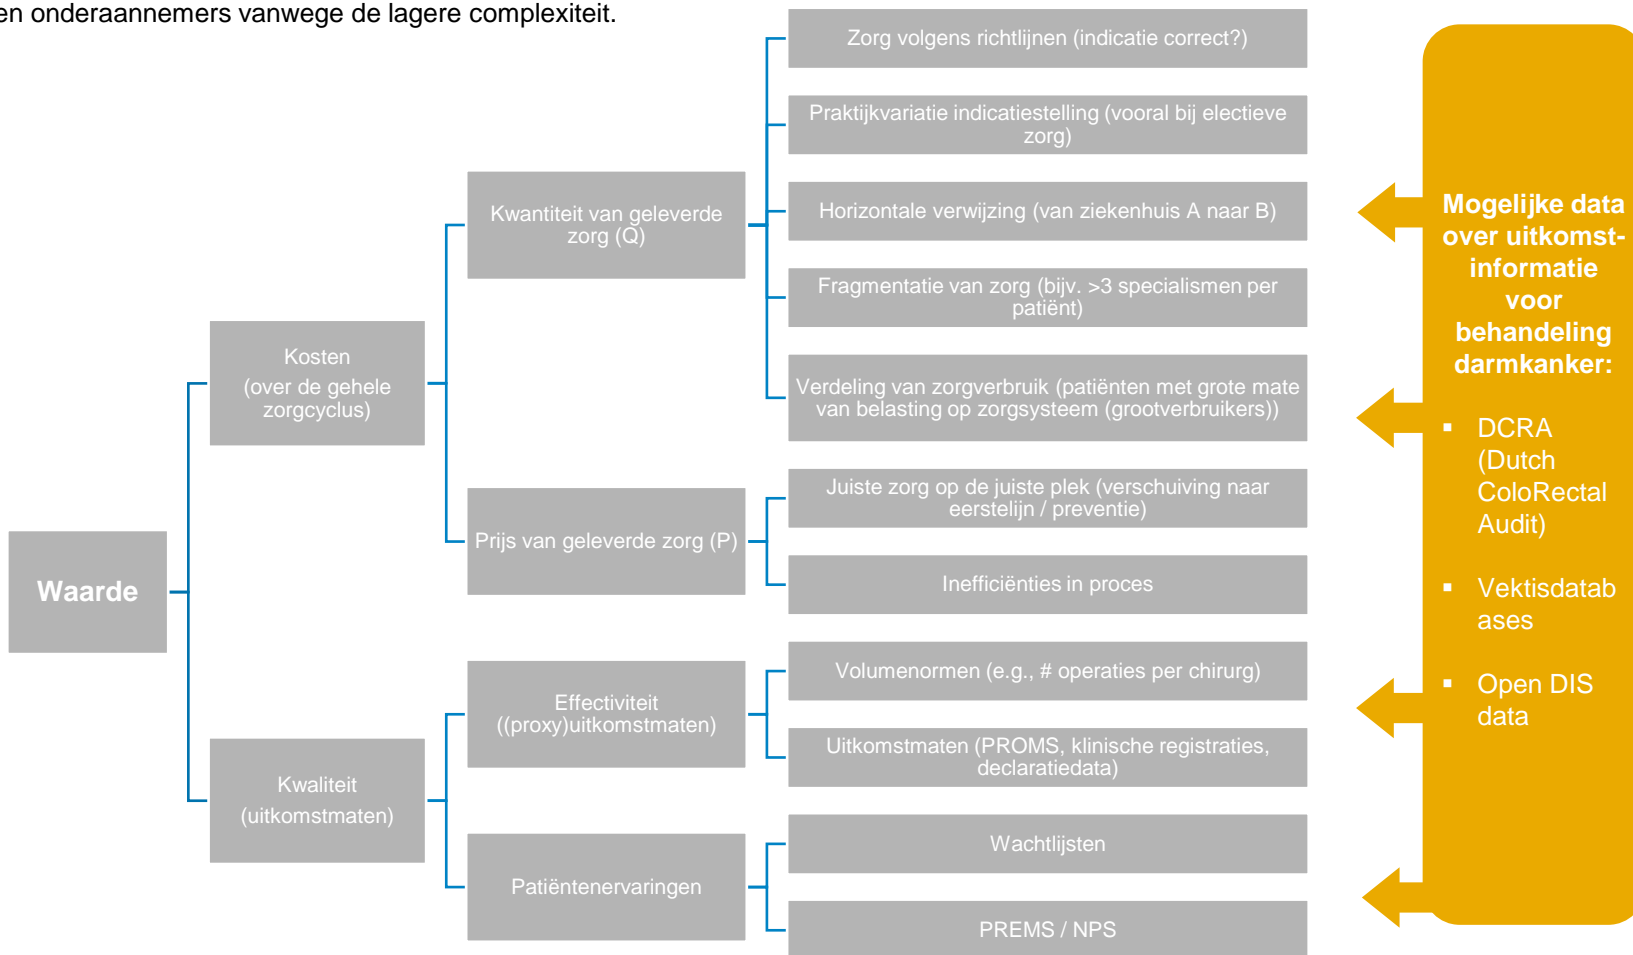 en onderaannemers vanwege de lagere complexiteit.
Waarde
Kosten
(over de gehele
zorgcyclus)
Kwantiteit van geleverde
zorg (Q)
Zorg volgens richtlijnen (indicatie correct?)
Praktijkvariatie indicatiestelling (vooral bij electieve
zorg)
Horizontale verwijzing (van ziekenhuis A naar B)
Fragmentatie van zorg (bijv. >3 specialismen per
patiënt)
Verdeling van zorgverbruik (patiënten met grote mate
van belasting op zorgsysteem (grootverbruikers))
Prijs van geleverde zorg (P)
Juiste zorg op de juiste plek (verschuiving naar
eerstelijn / preventie)
Inefficiënties in proces
Kwaliteit
(uitkomstmaten)
Effectiviteit
((proxy)uitkomstmaten)
Volumenormen (e.g., # operaties per chirurg)
Uitkomstmaten (PROMS, klinische registraties,
declaratiedata)
Patiëntenervaringen
Wachtlijsten
PREMS / NPS
Mogelijke data
over uitkomst-
informatie
voor
behandeling
darmkanker:
▪ DCRA
(Dutch
ColoRectal
Audit)
▪ Vektisdatab
ases
▪ Open DIS
data